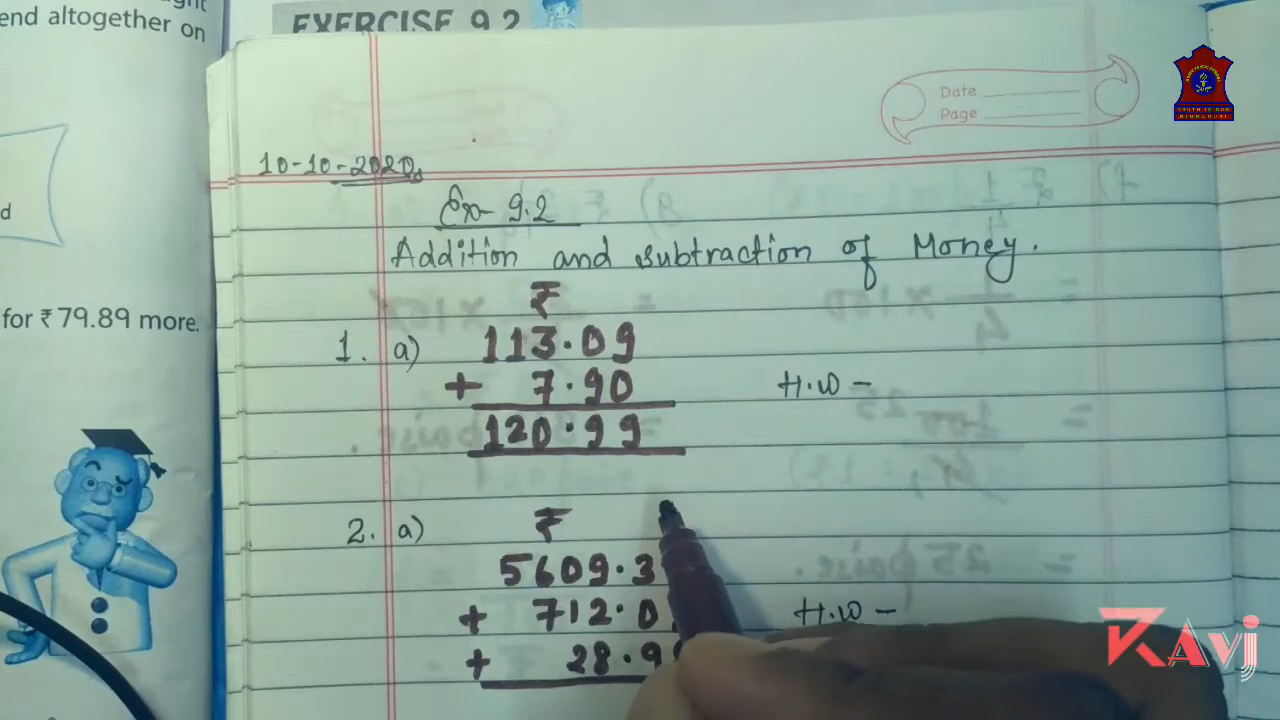 end altogether on
d
for ₹ 79.89 more.
EXERCISE 9.2
Date
Page
10-10-2020
Ex- 9.2
Addition and subtraction of Money.
₹
1. a) 113.09
+ 7.90 H.W -
120.99
2. a) ₹
5609.3
+ 712.0 H.W -
+ 28.9
RAvj